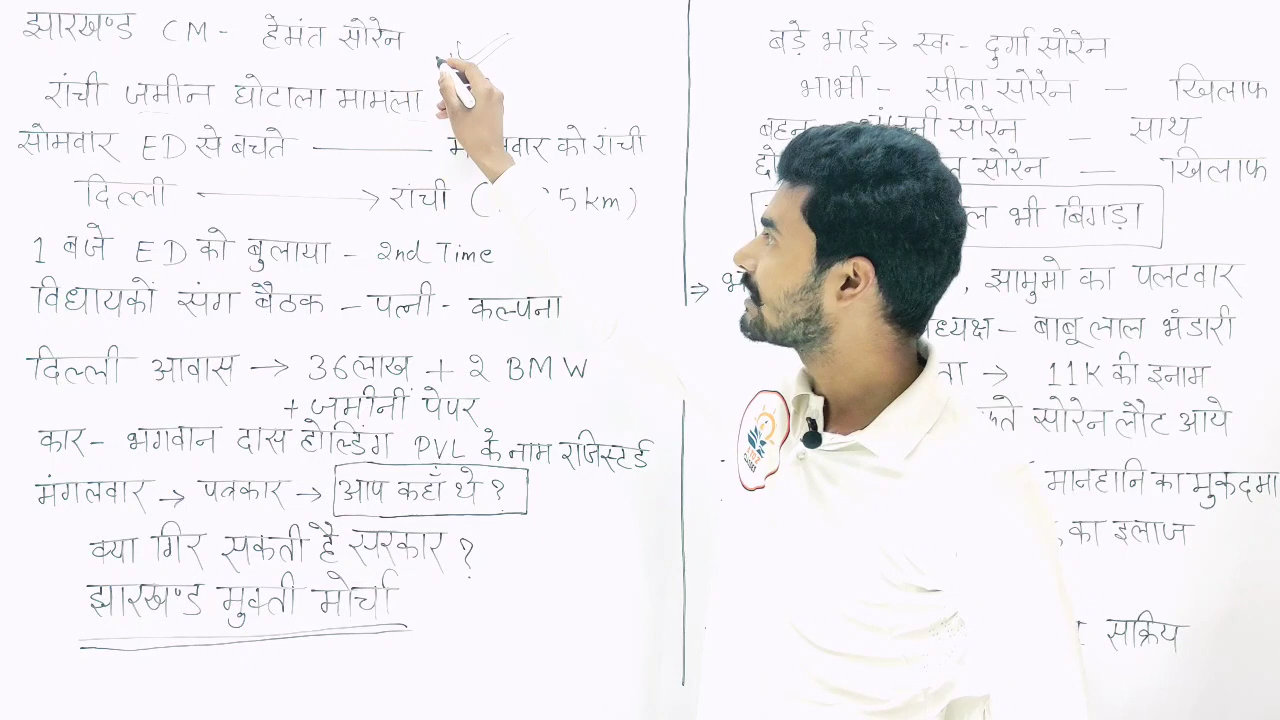 झारखण्ड CM - हेमंत सोरेन
रांची जमीन घोटाला मामला
सोमवार ED से बचते —— को रांची
दिल्ली ⟷ रांची ( 5km)
1 बजे ED को बुलाया - 2nd Time
विधायकों संग बैठक - पत्नी - कल्पना
दिल्ली आवास → 36लाख + 2 BMW
+ जमीनीं पेपर
कार - भगवान दास होल्डिंग PVL के नाम रजिस्टर्ड
मंगलवार → पत्रकार → आप कहाँ थे ?
क्या गिर सकती है सरकार ?
झारखण्ड मुक्ती मोर्चा
बड़े भाई → स्व - दुर्गा सोरेन
भाभी - सीता सोरेन - खिलाफ
बहन सोरेन - साथ
सोरेन - खिलाफ
भी बिगड़ा
⇒ , झामुमो का पलटवार
- बाबू लाल भंडारी
→ 11K की इनाम
सोरेन लौट आये
मानहानि का मुकदमा
का इलाज
सक्रिय